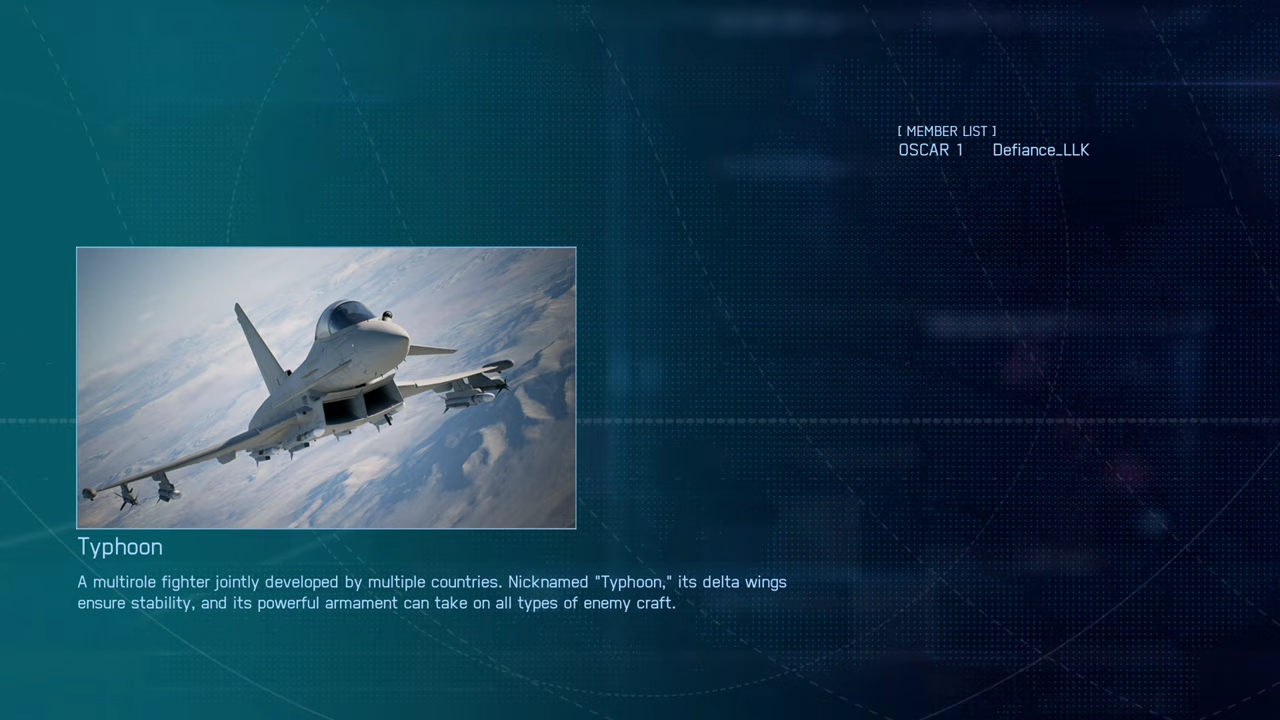 [ MEMBER LIST ]
OSCAR 1 Defiance_LLK
Typhoon
A multirole fighter jointly developed by multiple countries. Nicknamed "Typhoon," its delta wings
ensure stability, and its powerful armament can take on all types of enemy craft.